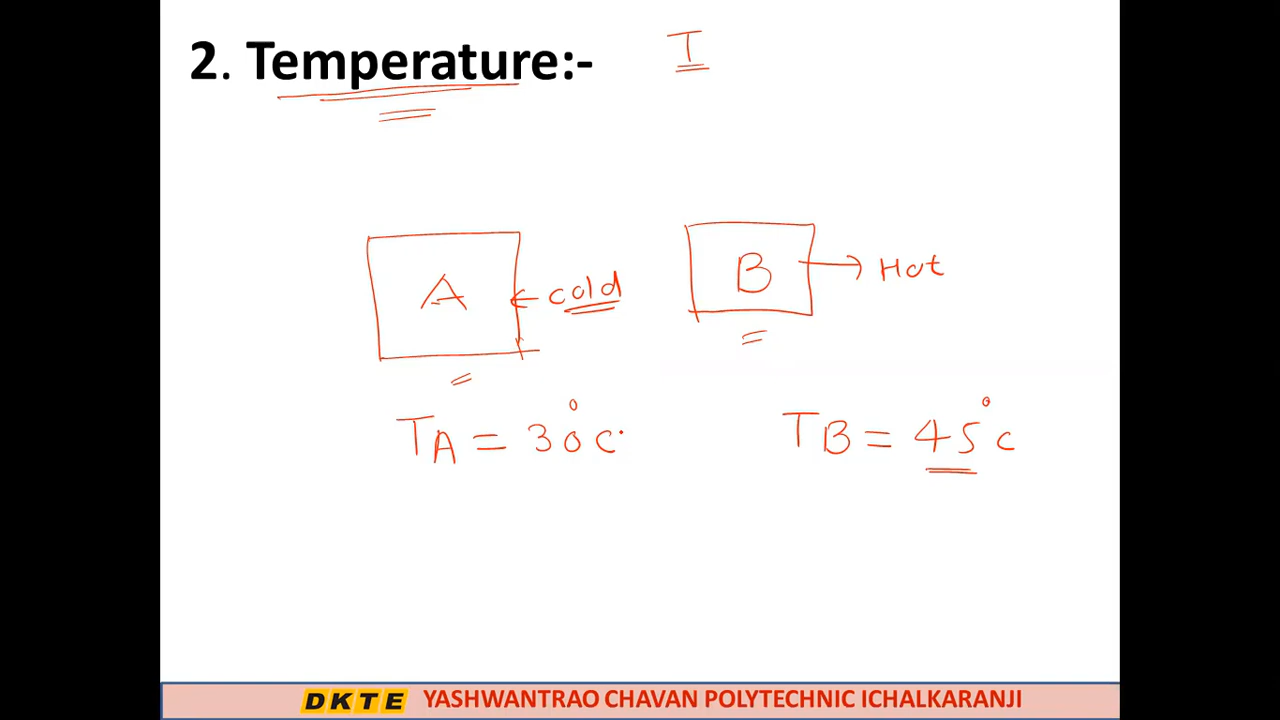 2. Temperature:- T
A ← cold B → Hot
TA = 30°c TB = 45°c
DKTE YASHWANTRAO CHAVAN POLYTECHNIC ICHALKARANJI